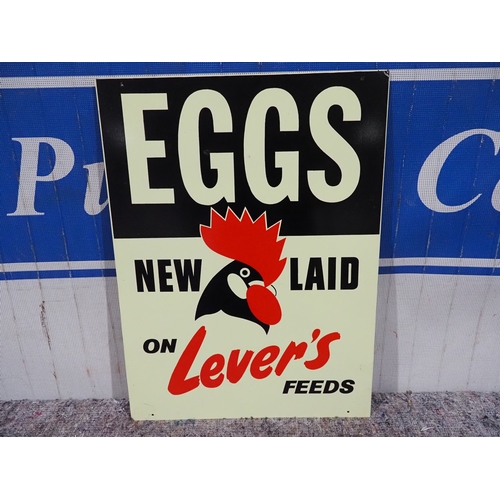 EGGS
NEW LAID
ON
Lever's
FEEDS